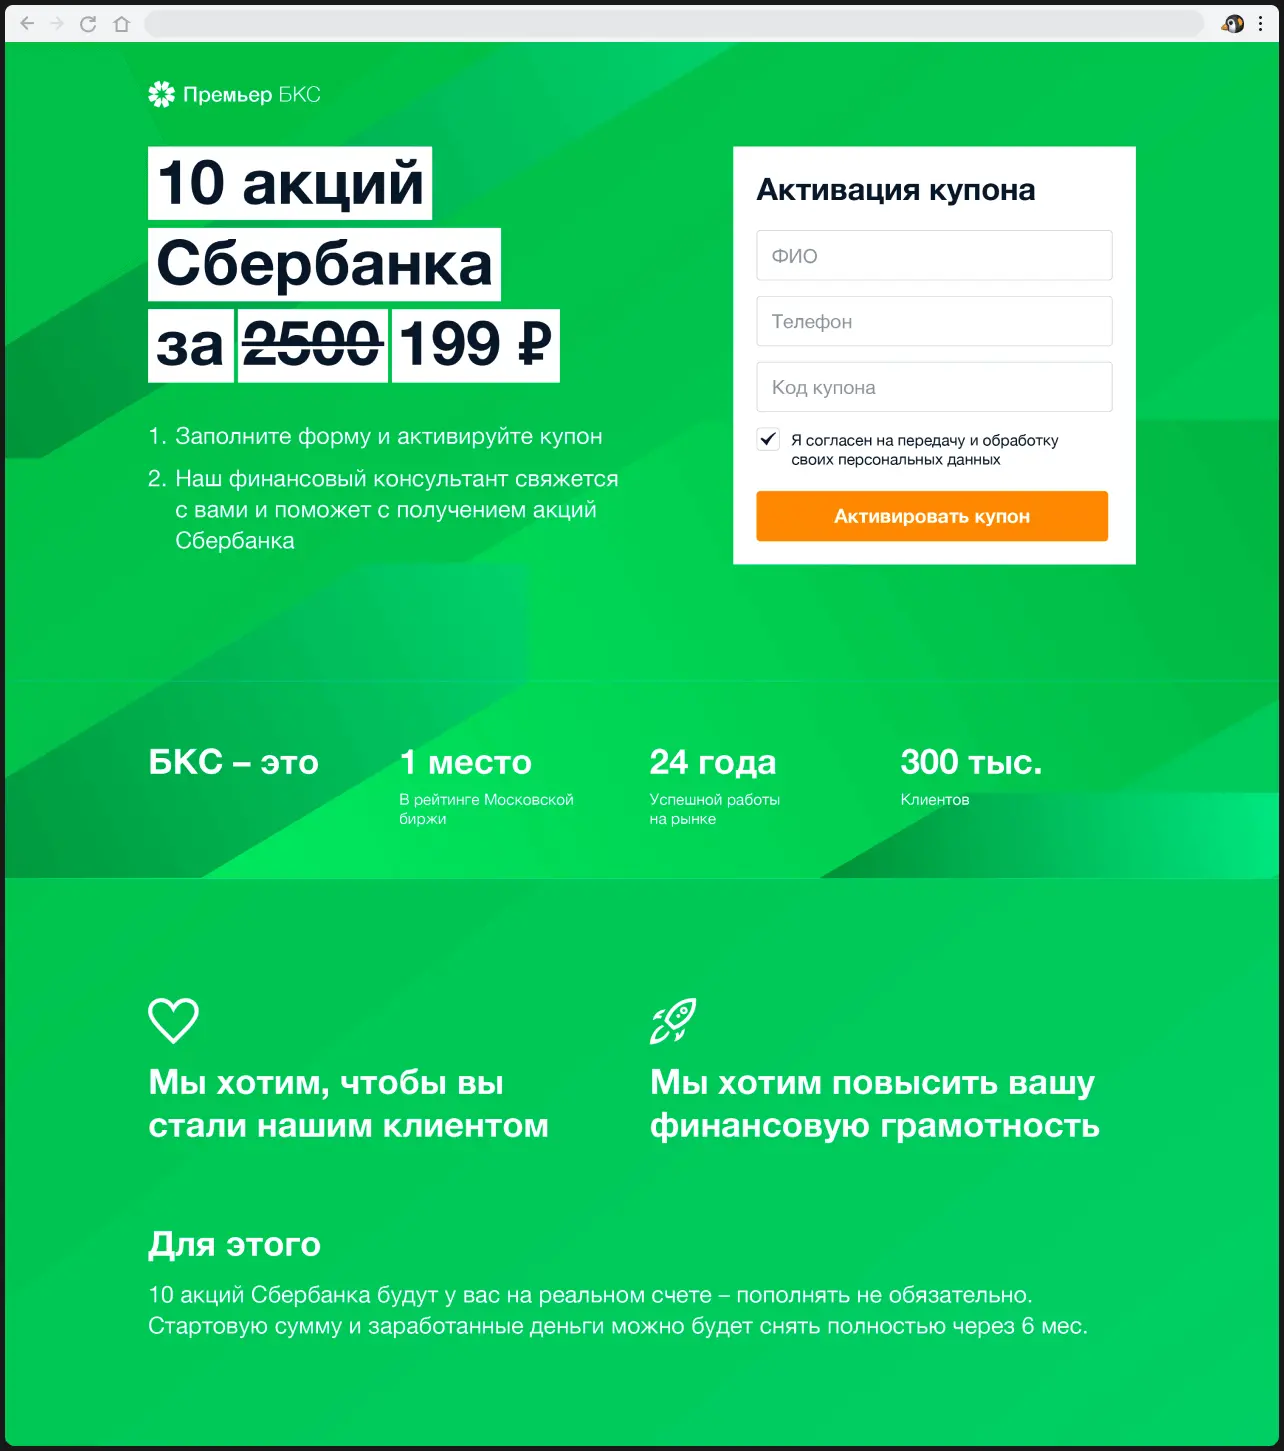 Премьер БКС
10 акций
Сбербанка
за 2500 199 ₽
1. Заполните форму и активируйте купон
2. Наш финансовый консультант свяжется
с вами и поможет с получением акций
Сбербанка
Активация купона
ФИО
Телефон
Код купона
Я согласен на передачу и обработку
своих персональных данных
Активировать купон
БКС – это
1 место
В рейтинге Московской
биржи
24 года
Успешной работы
на рынке
300 тыс.
Клиентов
Мы хотим, чтобы вы
стали нашим клиентом
Мы хотим повысить вашу
финансовую грамотность
Для этого
10 акций Сбербанка будут у вас на реальном счете – пополнять не обязательно.
Стартовую сумму и заработанные деньги можно будет снять полностью через 6 мес.